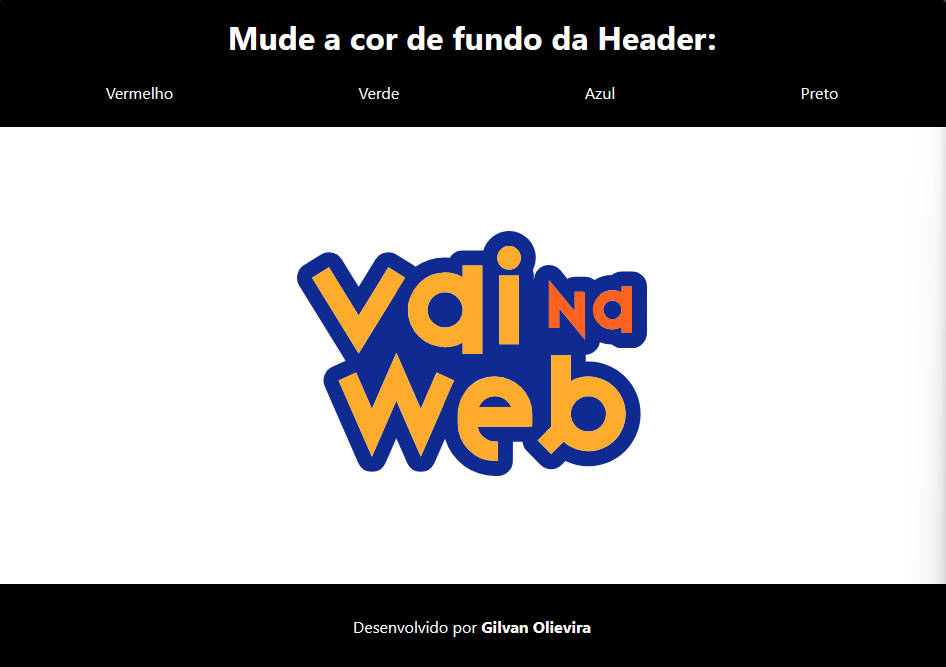 Mude a cor de fundo da Header:
Vermelho Verde Azul Preto
vai na
web
Desenvolvido por Gilvan Olievira